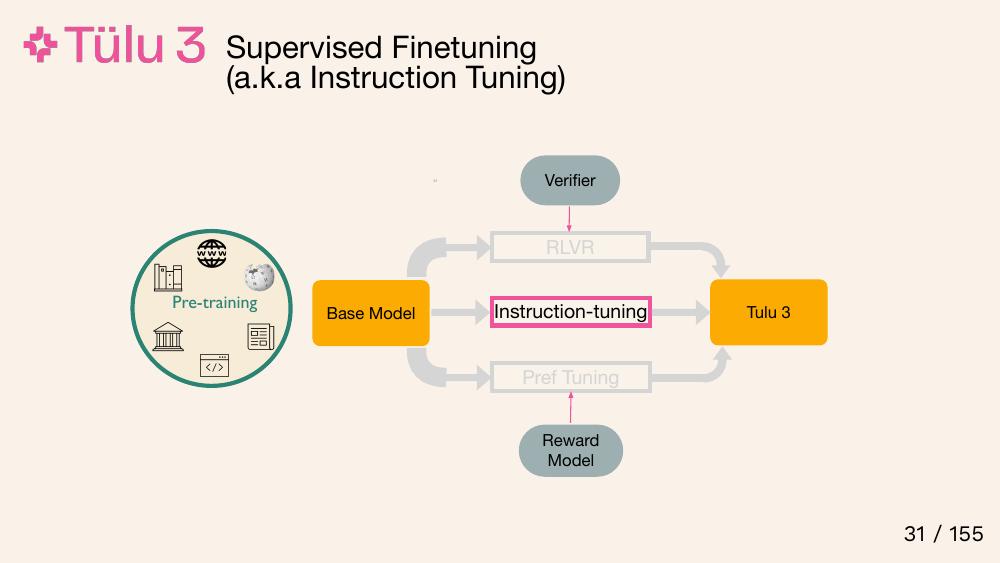 Tülu 3
Supervised Finetuning
(a.k.a Instruction Tuning)
Verifier
RLVR
WWW
Pre-training
Base Model
Instruction-tuning
Tulu 3
</>
Pref Tuning
Reward
Model
31 / 155